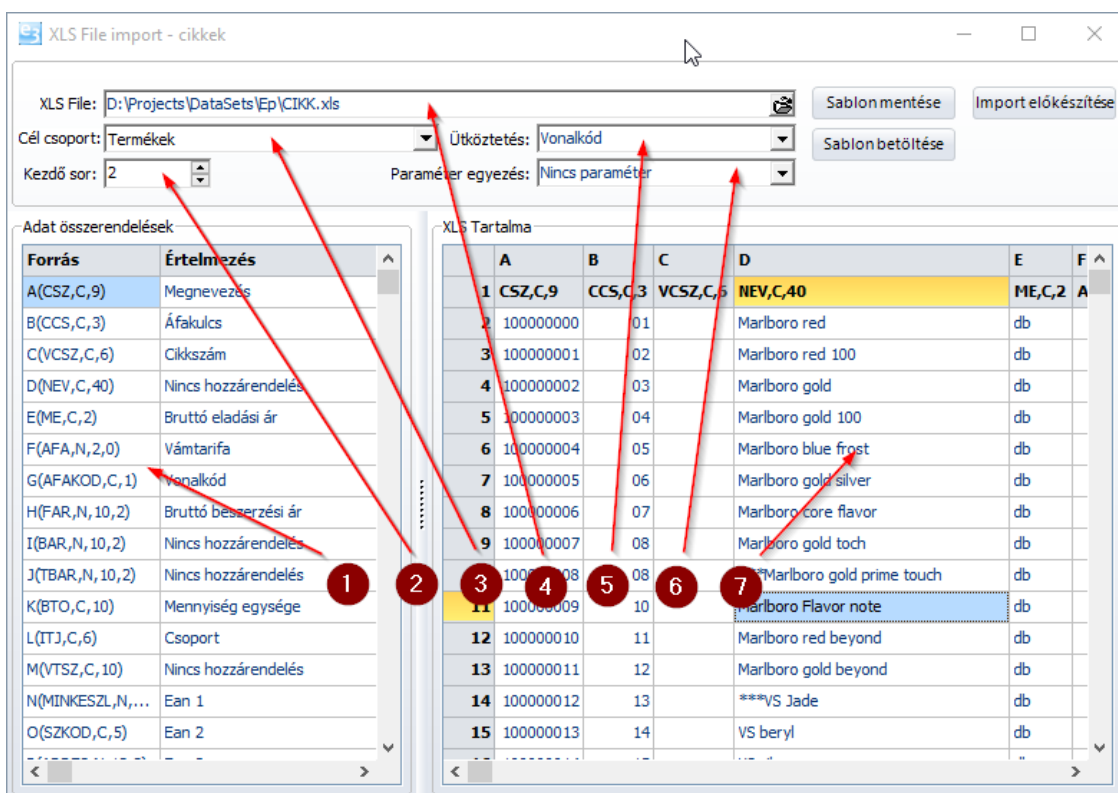 e3 XLS File import - cikkek
XLS File: D:\Projects\DataSets\Ep\CIKK.xls Sablon mentése Import előkészítése
Cél csoport: Termékek Ütköztetés: Vonalkód Sablon betöltése
Kezdő sor: 2 Paraméter egyezés: Nincs paraméter
Adat összerendelések XLS Tartalma
Forrás Értelmezés A B C D E F
A(CSZ,C,9) Megnevezés 1 CSZ,C,9 CCS,C,3 VCSZ,C,6 NEV,C,40 ME,C,2 A
B(CCS,C,3) Áfakulcs 2 100000000 01 Marlboro red db
C(VCSZ,C,6) Cikkszám 3 100000001 02 Marlboro red 100 db
D(NEV,C,40) Nincs hozzárendelés 4 100000002 03 Marlboro gold db
E(ME,C,2) Bruttó eladási ár 5 100000003 04 Marlboro gold 100 db
F(AFA,N,2,0) Vámtarifa 6 100000004 05 Marlboro blue frost db
G(AFAKOD,C,1) Vonalkód 7 100000005 06 Marlboro gold silver db
H(FAR,N,10,2) Bruttó beszerzési ár 8 100000006 07 Marlboro core flavor db
I(BAR,N,10,2) Nincs hozzárendelés 9 100000007 08 Marlboro gold toch db
J(TBAR,N,10,2) Nincs hozzárendelés 08 Marlboro gold prime touch db
1 2 3 4 5 6 7
K(BTO,C,10) Mennyiség egysége 11 100000009 10 Marlboro Flavor note db
L(ITJ,C,6) Csoport 12 100000010 11 Marlboro red beyond db
M(VTSZ,C,10) Nincs hozzárendelés 13 100000011 12 Marlboro gold beyond db
N(MINKESZL,N,... Ean 1 14 100000012 13 ***VS Jade db
O(SZKOD,C,5) Ean 2 15 100000013 14 VS beryl db